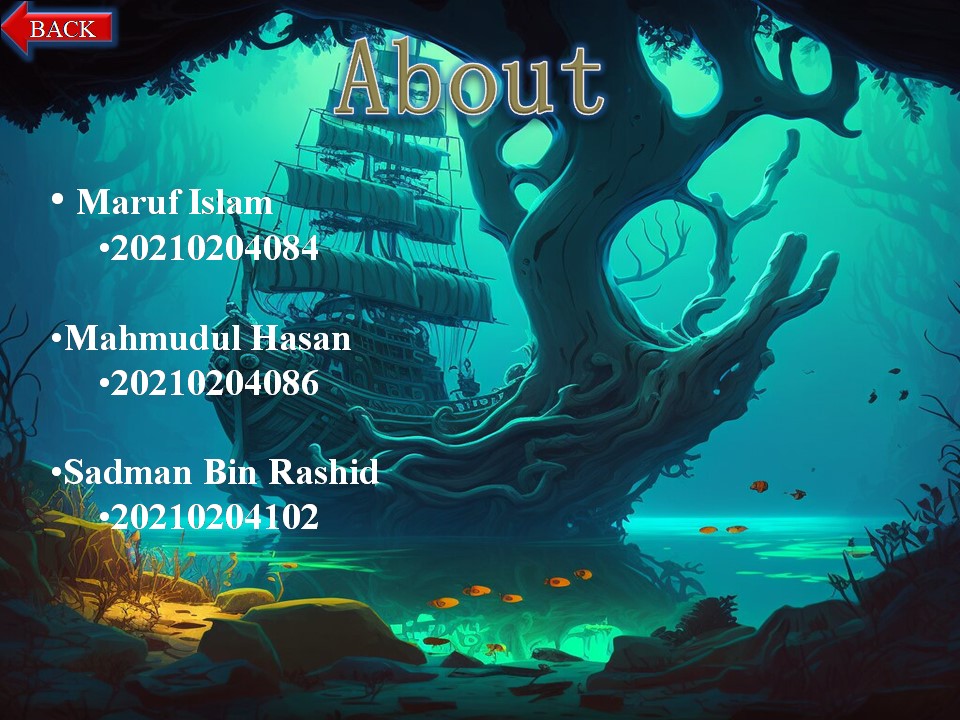 BACK
About
• Maruf Islam
•20210204084
•Mahmudul Hasan
•20210204086
•Sadman Bin Rashid
•20210204102